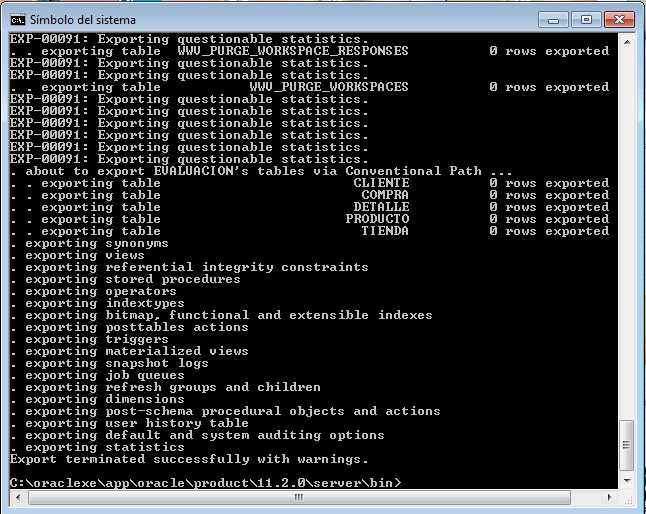 Símbolo del sistema
EXP-00091: Exporting questionable statistics.
. . exporting table   WWV_PURGE_WORKSPACE_RESPONSES          0 rows exported
EXP-00091: Exporting questionable statistics.
EXP-00091: Exporting questionable statistics.
. . exporting table            WWV_PURGE_WORKSPACES          0 rows exported
EXP-00091: Exporting questionable statistics.
EXP-00091: Exporting questionable statistics.
EXP-00091: Exporting questionable statistics.
EXP-00091: Exporting questionable statistics.
EXP-00091: Exporting questionable statistics.
EXP-00091: Exporting questionable statistics.
. about to export EVALUACION's tables via Conventional Path ...
. . exporting table                         CLIENTE          0 rows exported
. . exporting table                          COMPRA          0 rows exported
. . exporting table                         DETALLE          0 rows exported
. . exporting table                        PRODUCTO          0 rows exported
. . exporting table                          TIENDA          0 rows exported
. exporting synonyms
. exporting views
. exporting referential integrity constraints
. exporting stored procedures
. exporting operators
. exporting indextypes
. exporting bitmap, functional and extensible indexes
. exporting posttables actions
. exporting triggers
. exporting materialized views
. exporting snapshot logs
. exporting job queues
. exporting refresh groups and children
. exporting dimensions
. exporting post-schema procedural objects and actions
. exporting user history table
. exporting default and system auditing options
. exporting statistics
Export terminated successfully with warnings.
C:\oraclexe\app\oracle\product\11.2.0\server\bin>